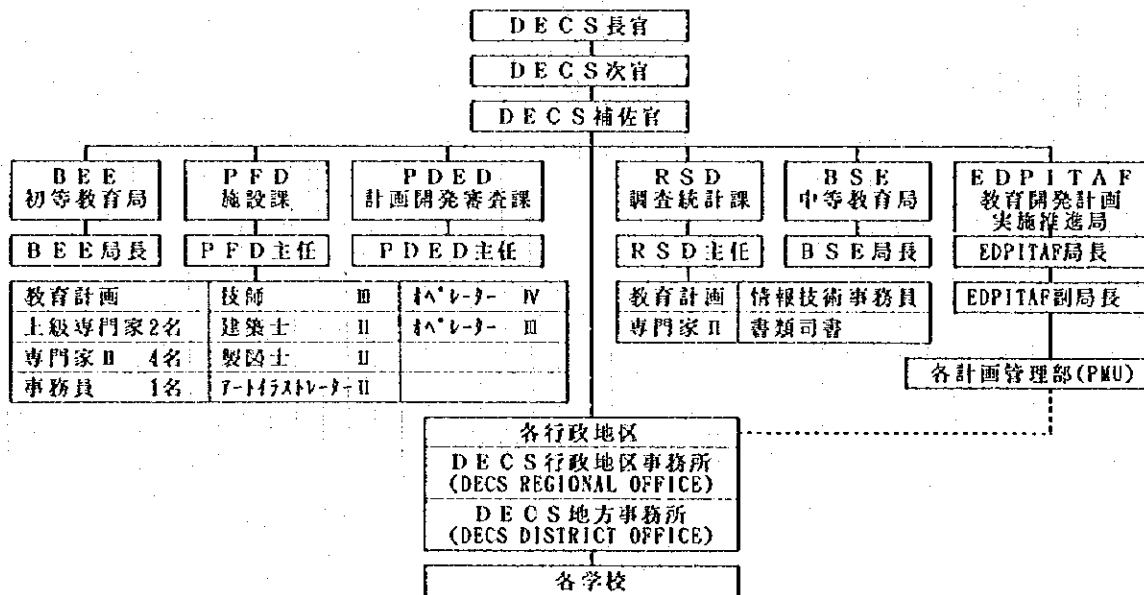 DECS長官
DECS次官
DECS補佐官
BEE
初等教育局
PFD
施設課
PDED
計画開発審査課
RSD
調査統計課
BSE
中等教育局
EDPITAF
教育開発計画
実施推進局
BEE局長
PFD主任
PDED主任
RSD主任
BSE局長
EDPITAF局長
教育計画
上級専門家2名
専門家Ⅱ 4名
事務員 1名
技師 Ⅲ
建築士 Ⅱ
製図士 Ⅱ
アートイラストレーターⅡ
オペレーター Ⅳ
オペレーター Ⅲ
教育計画
専門家Ⅱ
情報技術事務員
書類司書
EDPITAF副局長
各計画管理部(PMU)
各行政地区
DECS行政地区事務所
(DECS REGIONAL OFFICE)
DECS地方事務所
(DECS DISTRICT OFFICE)
各学校